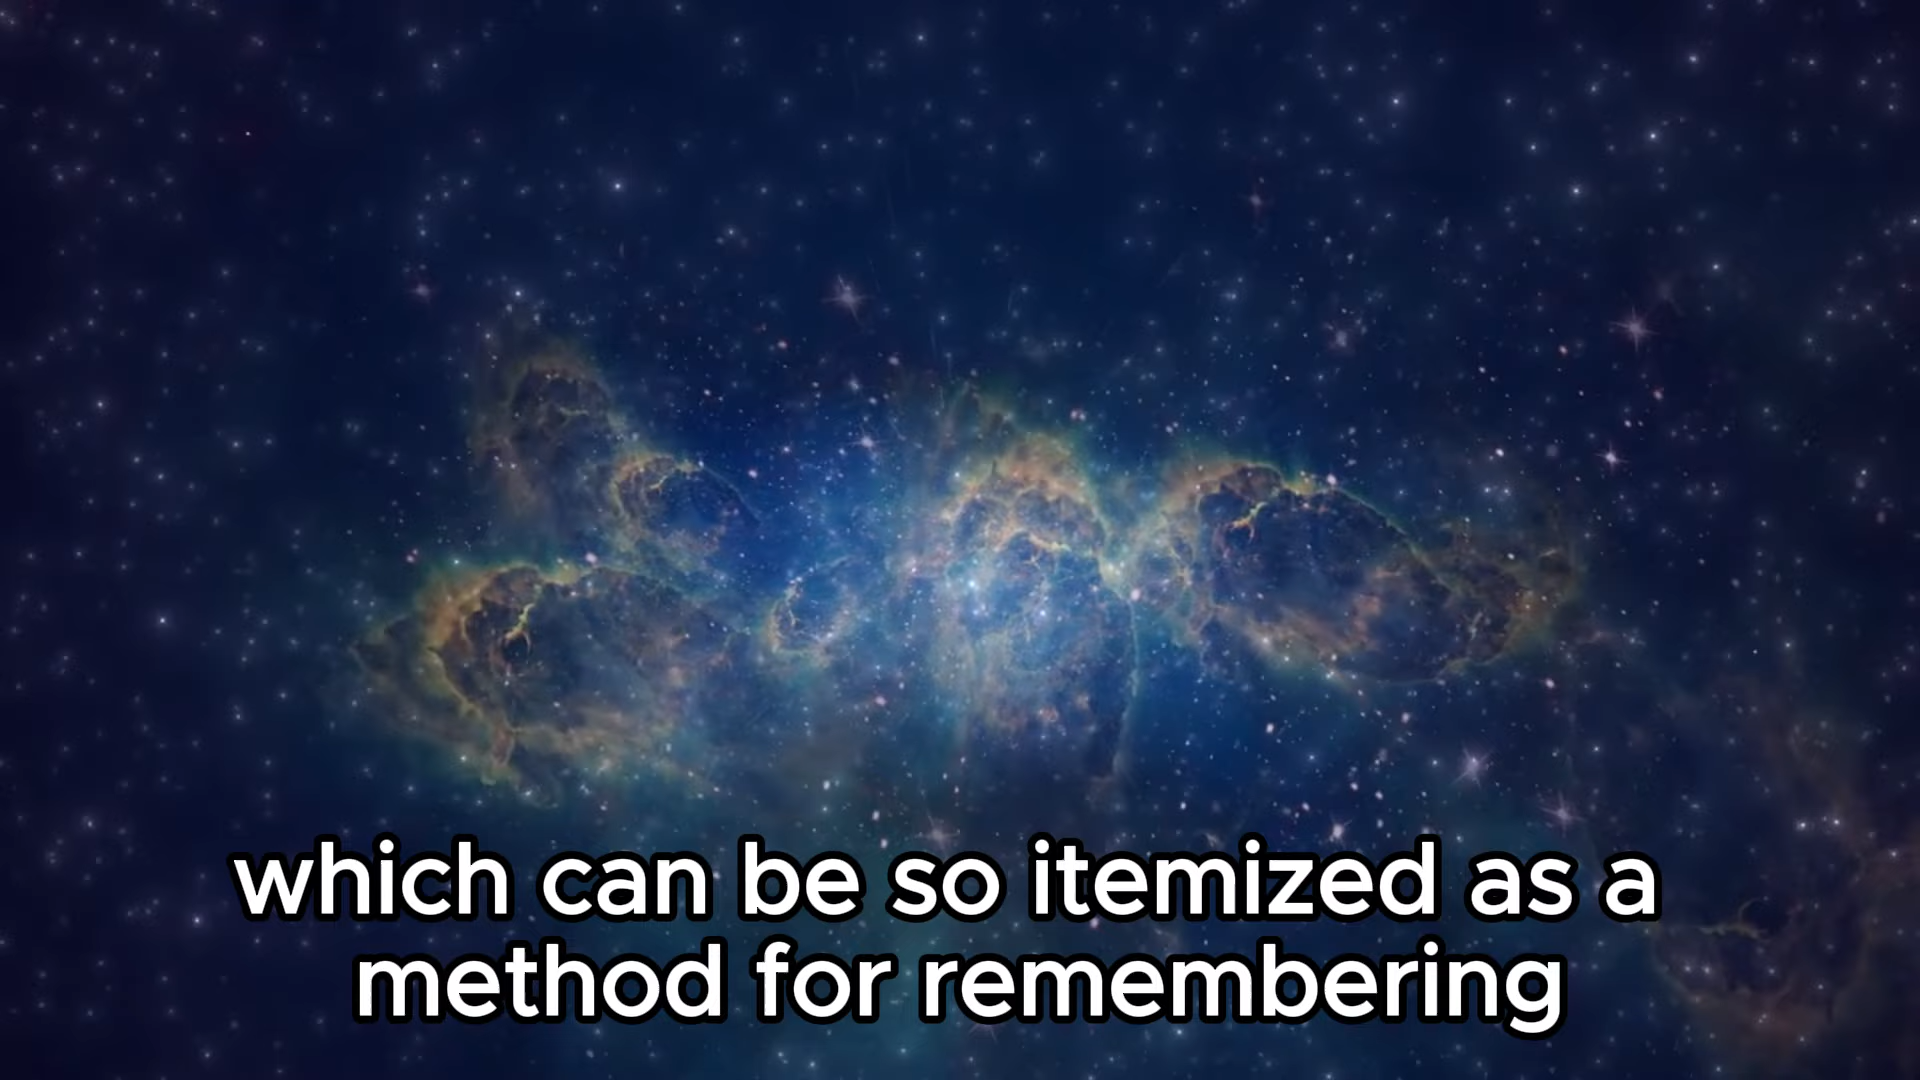 which can be so itemized as a
method for remembering